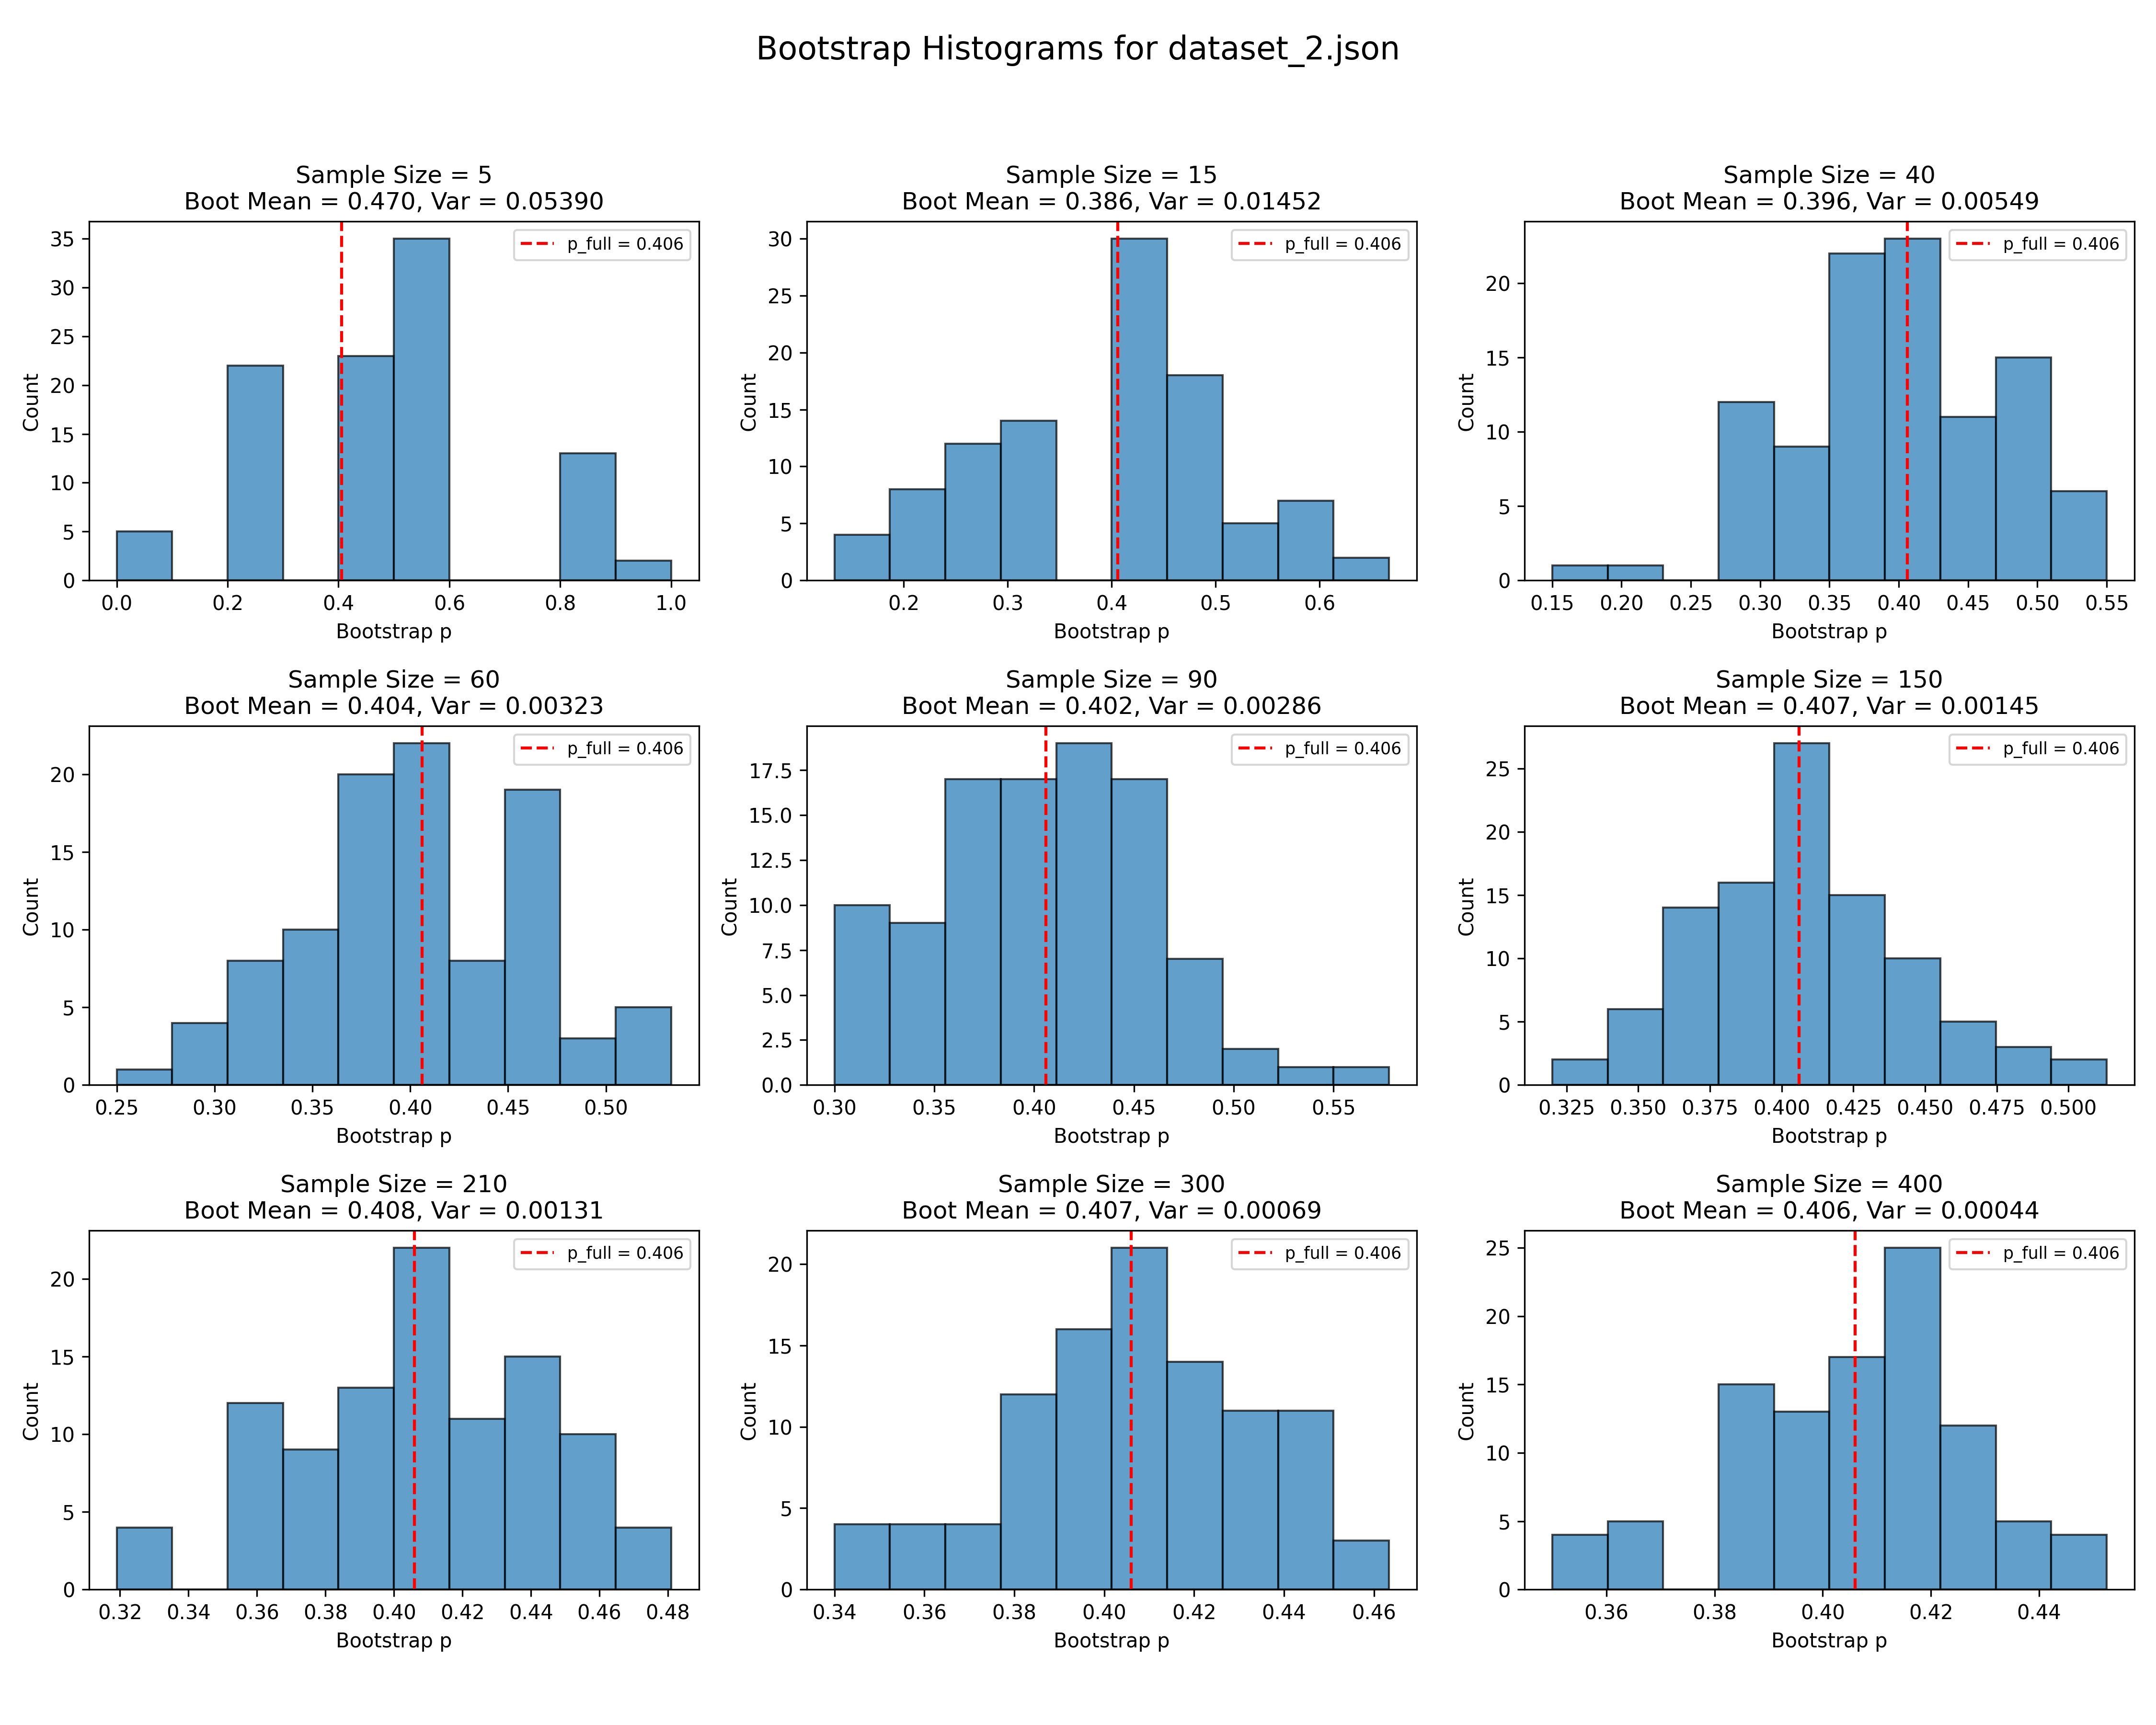 Bootstrap Histograms for dataset_2.json
Sample Size = 5
Boot Mean = 0.470, Var = 0.05390
p_full = 0.406
35
30
25
20
15
10
5
0
Count
0.0 0.2 0.4 0.6 0.8 1.0
Bootstrap p
Sample Size = 15
Boot Mean = 0.386, Var = 0.01452
p_full = 0.406
30
25
20
15
10
5
0
Count
0.2 0.3 0.4 0.5 0.6
Bootstrap p
Sample Size = 40
Boot Mean = 0.396, Var = 0.00549
p_full = 0.406
20
15
10
5
0
Count
0.15 0.20 0.25 0.30 0.35 0.40 0.45 0.50 0.55
Bootstrap p
Sample Size = 60
Boot Mean = 0.404, Var = 0.00323
p_full = 0.406
20
15
10
5
0
Count
0.25 0.30 0.35 0.40 0.45 0.50
Bootstrap p
Sample Size = 90
Boot Mean = 0.402, Var = 0.00286
p_full = 0.406
17.5
15.0
12.5
10.0
7.5
5.0
2.5
0.0
Count
0.30 0.35 0.40 0.45 0.50 0.55
Bootstrap p
Sample Size = 150
Boot Mean = 0.407, Var = 0.00145
p_full = 0.406
25
20
15
10
5
0
Count
0.325 0.350 0.375 0.400 0.425 0.450 0.475 0.500
Bootstrap p
Sample Size = 210
Boot Mean = 0.408, Var = 0.00131
p_full = 0.406
20
15
10
5
0
Count
0.32 0.34 0.36 0.38 0.40 0.42 0.44 0.46 0.48
Bootstrap p
Sample Size = 300
Boot Mean = 0.407, Var = 0.00069
p_full = 0.406
20
15
10
5
0
Count
0.34 0.36 0.38 0.40 0.42 0.44 0.46
Bootstrap p
Sample Size = 400
Boot Mean = 0.406, Var = 0.00044
p_full = 0.406
25
20
15
10
5
0
Count
0.36 0.38 0.40 0.42 0.44
Bootstrap p